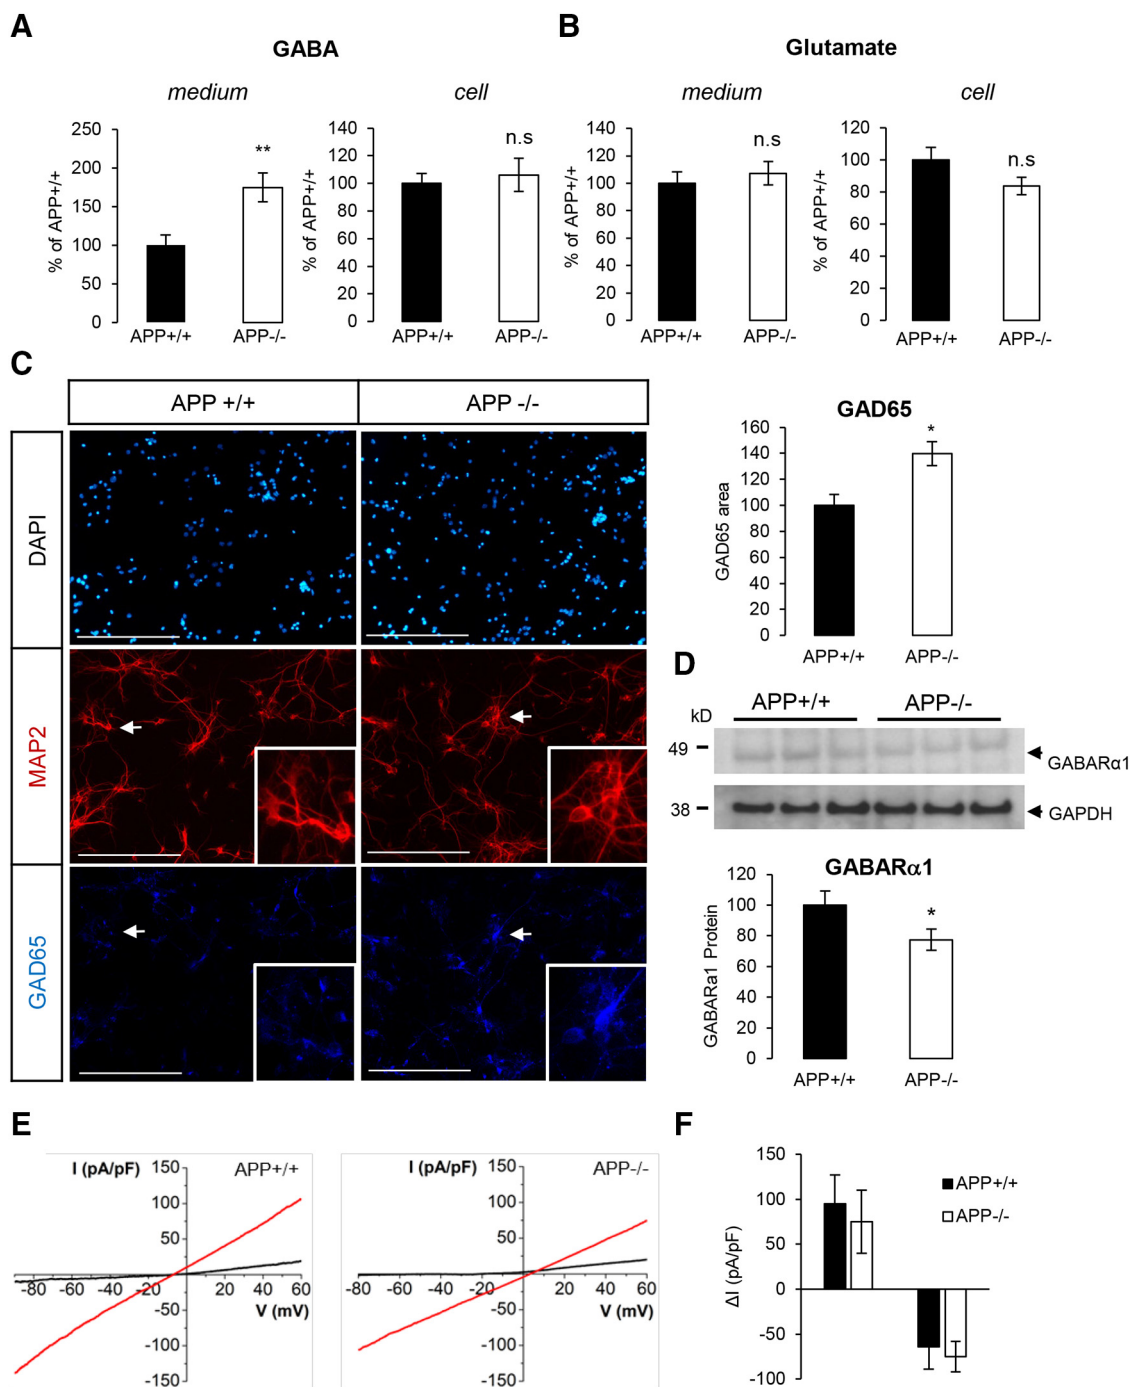 A
B
GABA
Glutamate
medium
cell
medium
cell
% of APP+/+
250
200
150
100
50
0
**
APP+/+
APP-/-
% of APP+/+
140
120
100
80
60
40
20
0
n.s
APP+/+
APP-/-
% of APP+/+
140
120
100
80
60
40
20
0
n.s
APP+/+
APP-/-
% of APP+/+
120
100
80
60
40
20
0
n.s
APP+/+
APP-/-
C
APP +/+
APP -/-
DAPI
MAP2
GAD65
GAD65
GAD65 area
160
140
120
100
80
60
40
20
0
*
APP+/+
APP-/-
D
kD
APP+/+
APP-/-
49
GABARα1
38
GAPDH
GABARα1
GABARa1 Protein
120
100
80
60
40
20
0
*
APP+/+
APP-/-
E
I (pA/pF)
APP+/+
150
100
50
-50
-100
-150
-80 -60 -40 -20
20 40 60
V (mV)
I (pA/pF)
APP-/-
150
100
50
-50
-100
-150
-80 -60 -40 -20
20 40 60
V (mV)
F
ΔI (pA/pF)
150
100
50
0
-50
-100
APP+/+
APP-/-